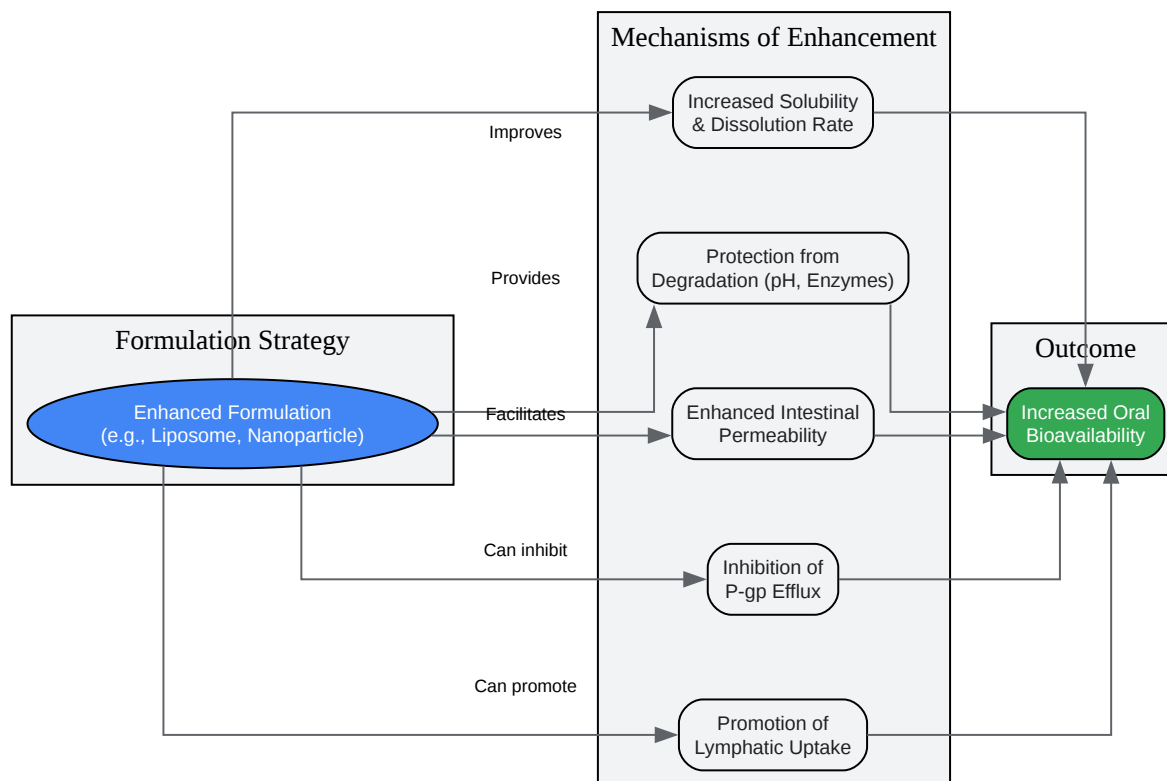 Mechanisms of Enhancement
Increased Solubility
& Dissolution Rate
Improves
Protection from
Degradation (pH, Enzymes)
Provides
Formulation Strategy
Enhanced Formulation
(e.g., Liposome, Nanoparticle)
Facilitates
Enhanced Intestinal
Permeability
Outcome
Increased Oral
Bioavailability
Can inhibit
Inhibition of
P-gp Efflux
Can promote
Promotion of
Lymphatic Uptake